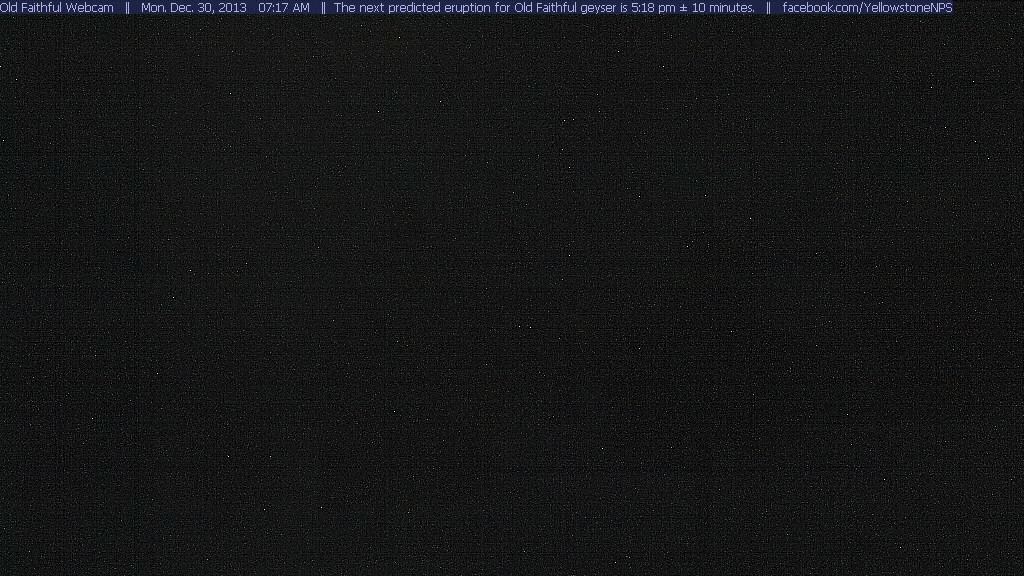 Old Faithful Webcam || Mon. Dec. 30, 2013 07:17 AM || The next predicted eruption for Old Faithful geyser is 5:18 pm ± 10 minutes. || facebook.com/YellowstoneNPS